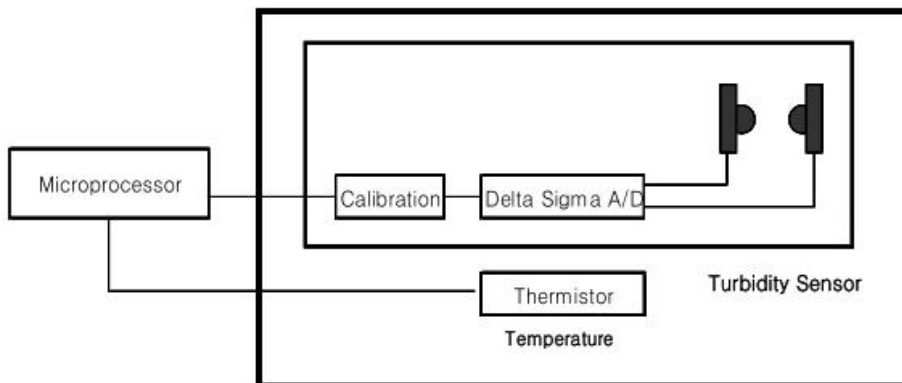 Microprocessor
Calibration
Delta Sigma A/D
Turbidity Sensor
Thermistor
Temperature